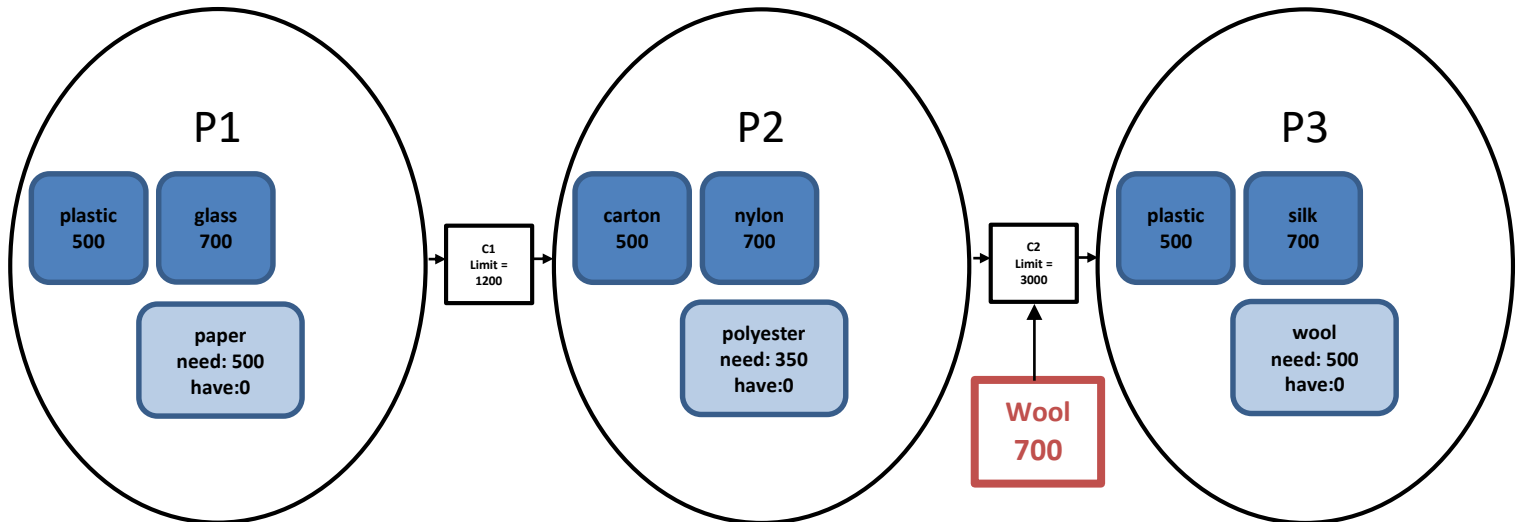 P1
plastic
500
glass
700
paper
need: 500
have:0
C1
Limit =
1200
P2
carton
500
nylon
700
polyester
need: 350
have:0
C2
Limit =
3000
Wool
700
P3
plastic
500
silk
700
wool
need: 500
have:0